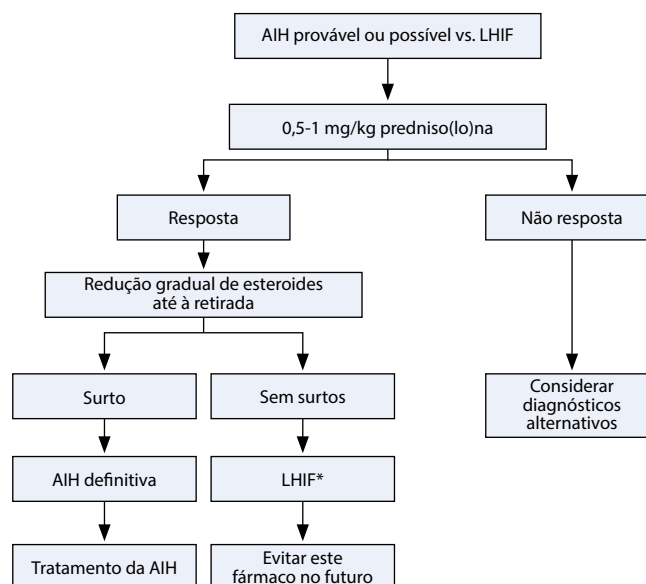 AIH provável ou possível vs. LHIF
0,5-1 mg/kg predniso(lo)na
Resposta
Não resposta
Redução gradual de esteroides
até à retirada
Surto
Sem surtos
Considerar
diagnósticos
alternativos
AIH definitiva
LHIF*
Tratamento da AIH
Evitar este
fármaco no futuro